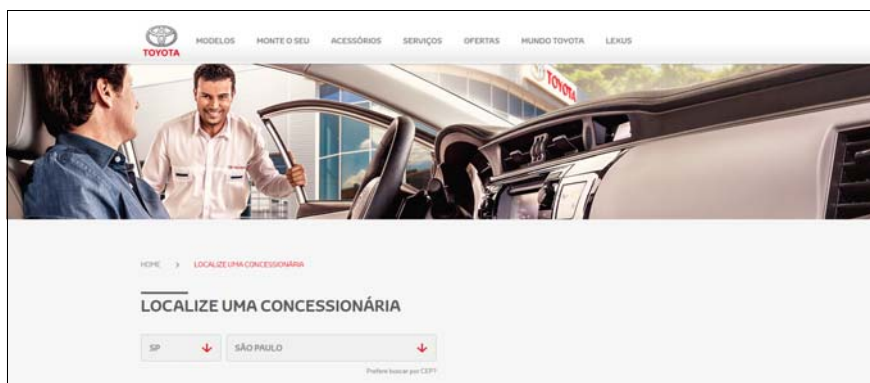 TOYOTA
MODELOS MONTE O SEU ACESSÓRIOS SERVIÇOS OFERTAS MUNDO TOYOTA LEXUS
TOYOTA
HOME > LOCALIZE UMA CONCESSIONÁRIA
LOCALIZE UMA CONCESSIONÁRIA
SP SÃO PAULO
Prefere buscar por CEP?